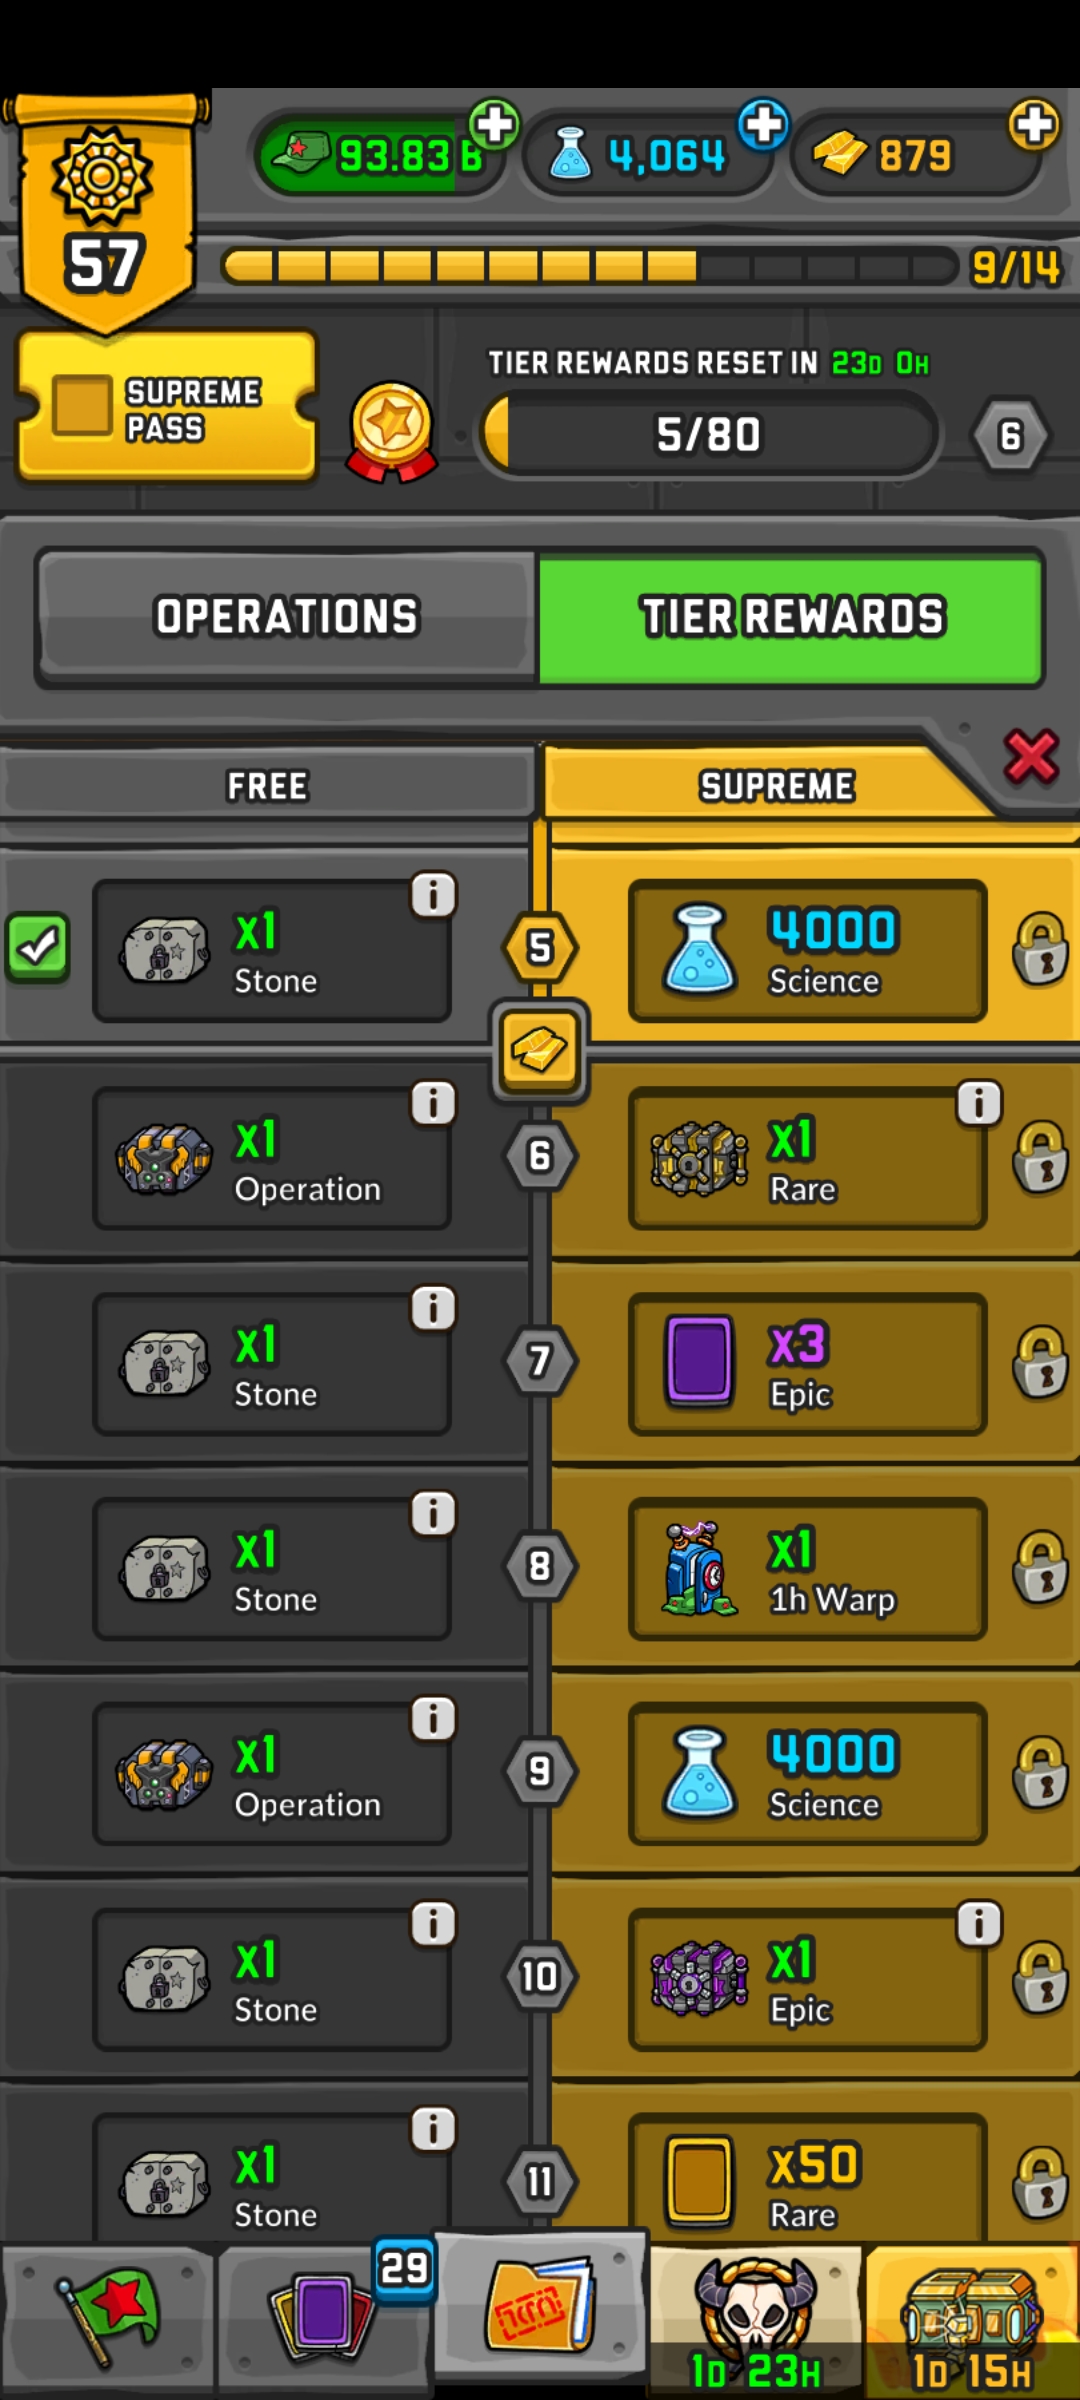 93.83B
4,064
879
57
9/14
TIER REWARDS RESET IN 23D 0H
SUPREME
PASS
5/80
6
OPERATIONS
TIER REWARDS
FREE
SUPREME
x1
Stone
5
4000
Science
x1
Operation
6
x1
Rare
x1
Stone
7
x3
Epic
x1
Stone
8
x1
1h Warp
x1
Operation
9
4000
Science
x1
Stone
10
x1
Epic
x1
Stone
11
x50
Rare
29
1D 23H
1D 15H